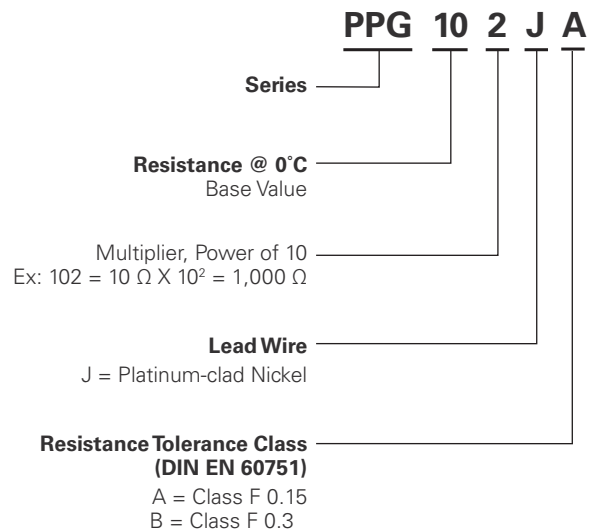 PPG 10 2 J A
Series
Resistance @ 0˚C
Base Value
Multiplier, Power of 10
Ex: 102 = 10 Ω X 10² = 1,000 Ω
Lead Wire
J = Platinum-clad Nickel
Resistance Tolerance Class
(DIN EN 60751)
A = Class F 0.15
B = Class F 0.3